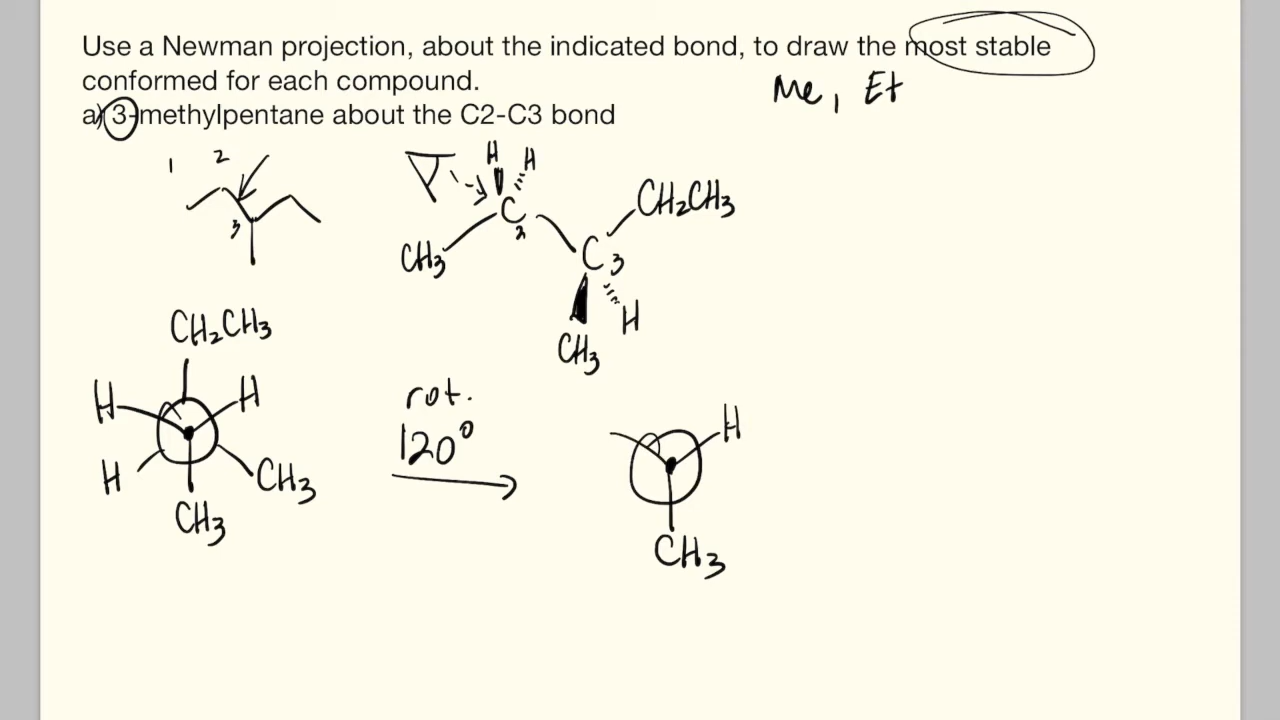 Use a Newman projection, about the indicated bond, to draw the most stable
conformed for each compound.
Me, Et
a) 3-methylpentane about the C2-C3 bond
1 2
3
H H
C
2
CH3
CH2CH3
C 3
H
CH3
CH2CH3
H H
H CH3
CH3
rot.
120°
H
CH3